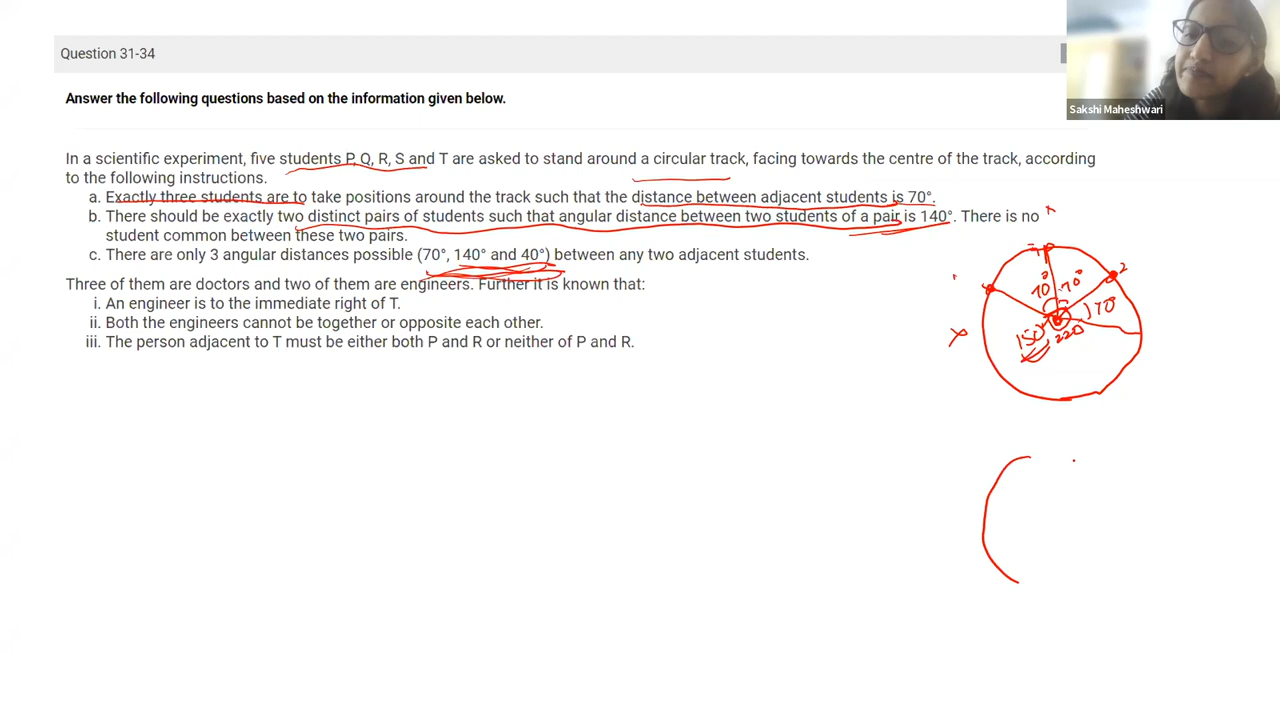 Question 31-34
Sakshi Maheshwari
Answer the following questions based on the information given below.
In a scientific experiment, five students P, Q, R, S and T are asked to stand around a circular track, facing towards the centre of the track, according
to the following instructions.
a. Exactly three students are to take positions around the track such that the distance between adjacent students is 70°.
b. There should be exactly two distinct pairs of students such that angular distance between two students of a pair is 140°. There is no
student common between these two pairs.
c. There are only 3 angular distances possible (70°, 140° and 40°) between any two adjacent students.
Three of them are doctors and two of them are engineers. Further it is known that:
i. An engineer is to the immediate right of T.
ii. Both the engineers cannot be together or opposite each other.
iii. The person adjacent to T must be either both P and R or neither of P and R.
2
70° 70°
70°
150 220